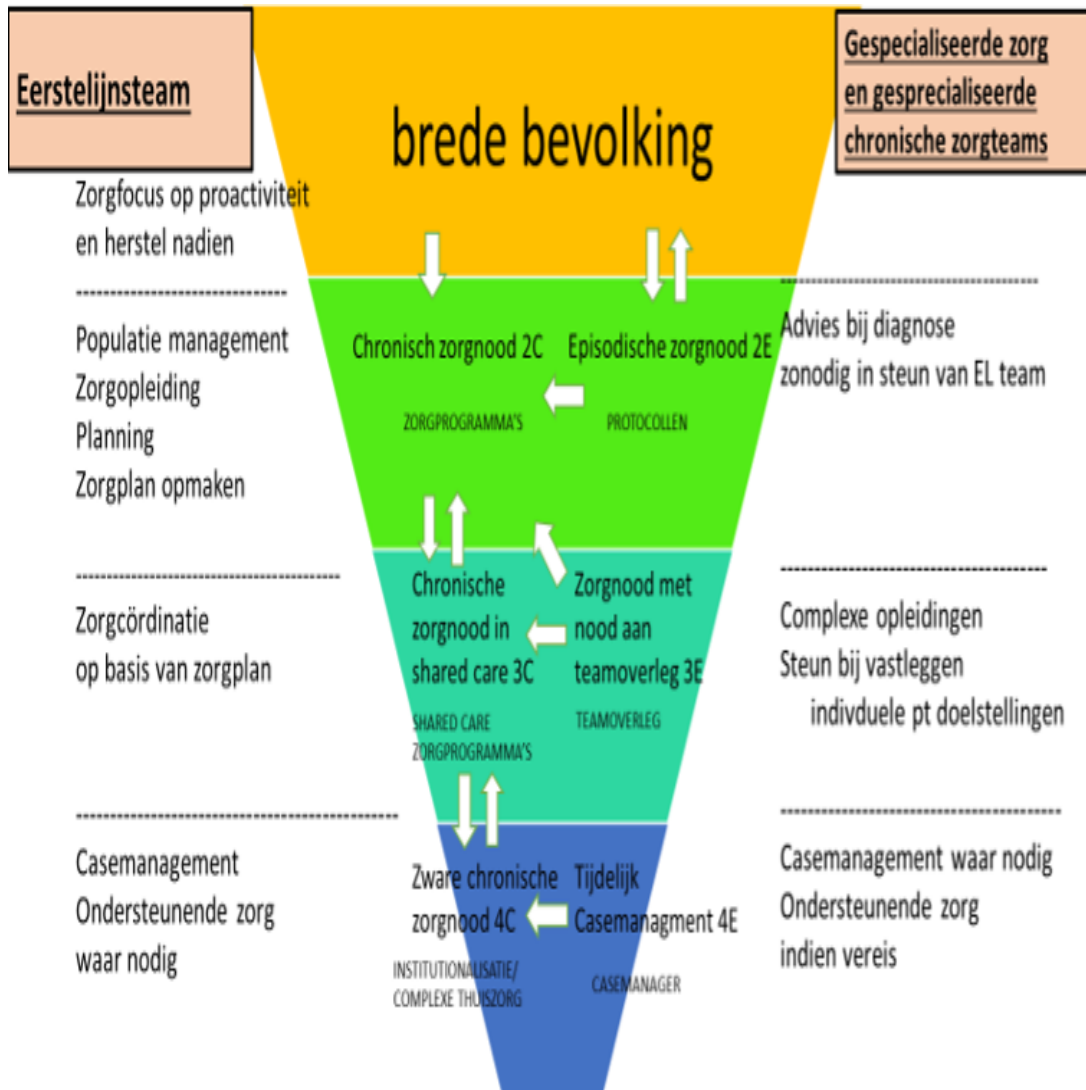 Eerstelijnsteam
Gespecialiseerde zorg
en gesprecialiseerde
chronische zorgteams
brede bevolking
Zorgfocus op proactiviteit
en herstel nadien
-------------------------------
Populatie management
Zorgopleiding
Planning
Zorgplan opmaken
Chronisch zorgnood 2C
ZORGPROGRAMMA'S
Episodische zorgnood 2E
PROTOCOLLEN
--------------------------------------
Advies bij diagnose
zonodig in steun van EL team
---------------------------------------
Zorgcördinatie
op basis van zorgplan
Chronische
zorgnood in
shared care 3C
SHARED CARE
ZORGPROGRAMMA'S
Zorgnood met
nood aan
teamoverleg 3E
TEAMOVERLEG
---------------------------------------
Complexe opleidingen
Steun bij vastleggen
indivduele pt doelstellingen
-----------------------------------------------
Casemanagement
Ondersteunende zorg
waar nodig
Zware chronische
zorgnood 4C
INSTITUTIONALISATIE/
COMPLEXE THUISZORG
Tijdelijk
Casemanagment 4E
CASEMANAGER
-----------------------------------------
Casemanagement waar nodig
Ondersteunende zorg
indien vereis